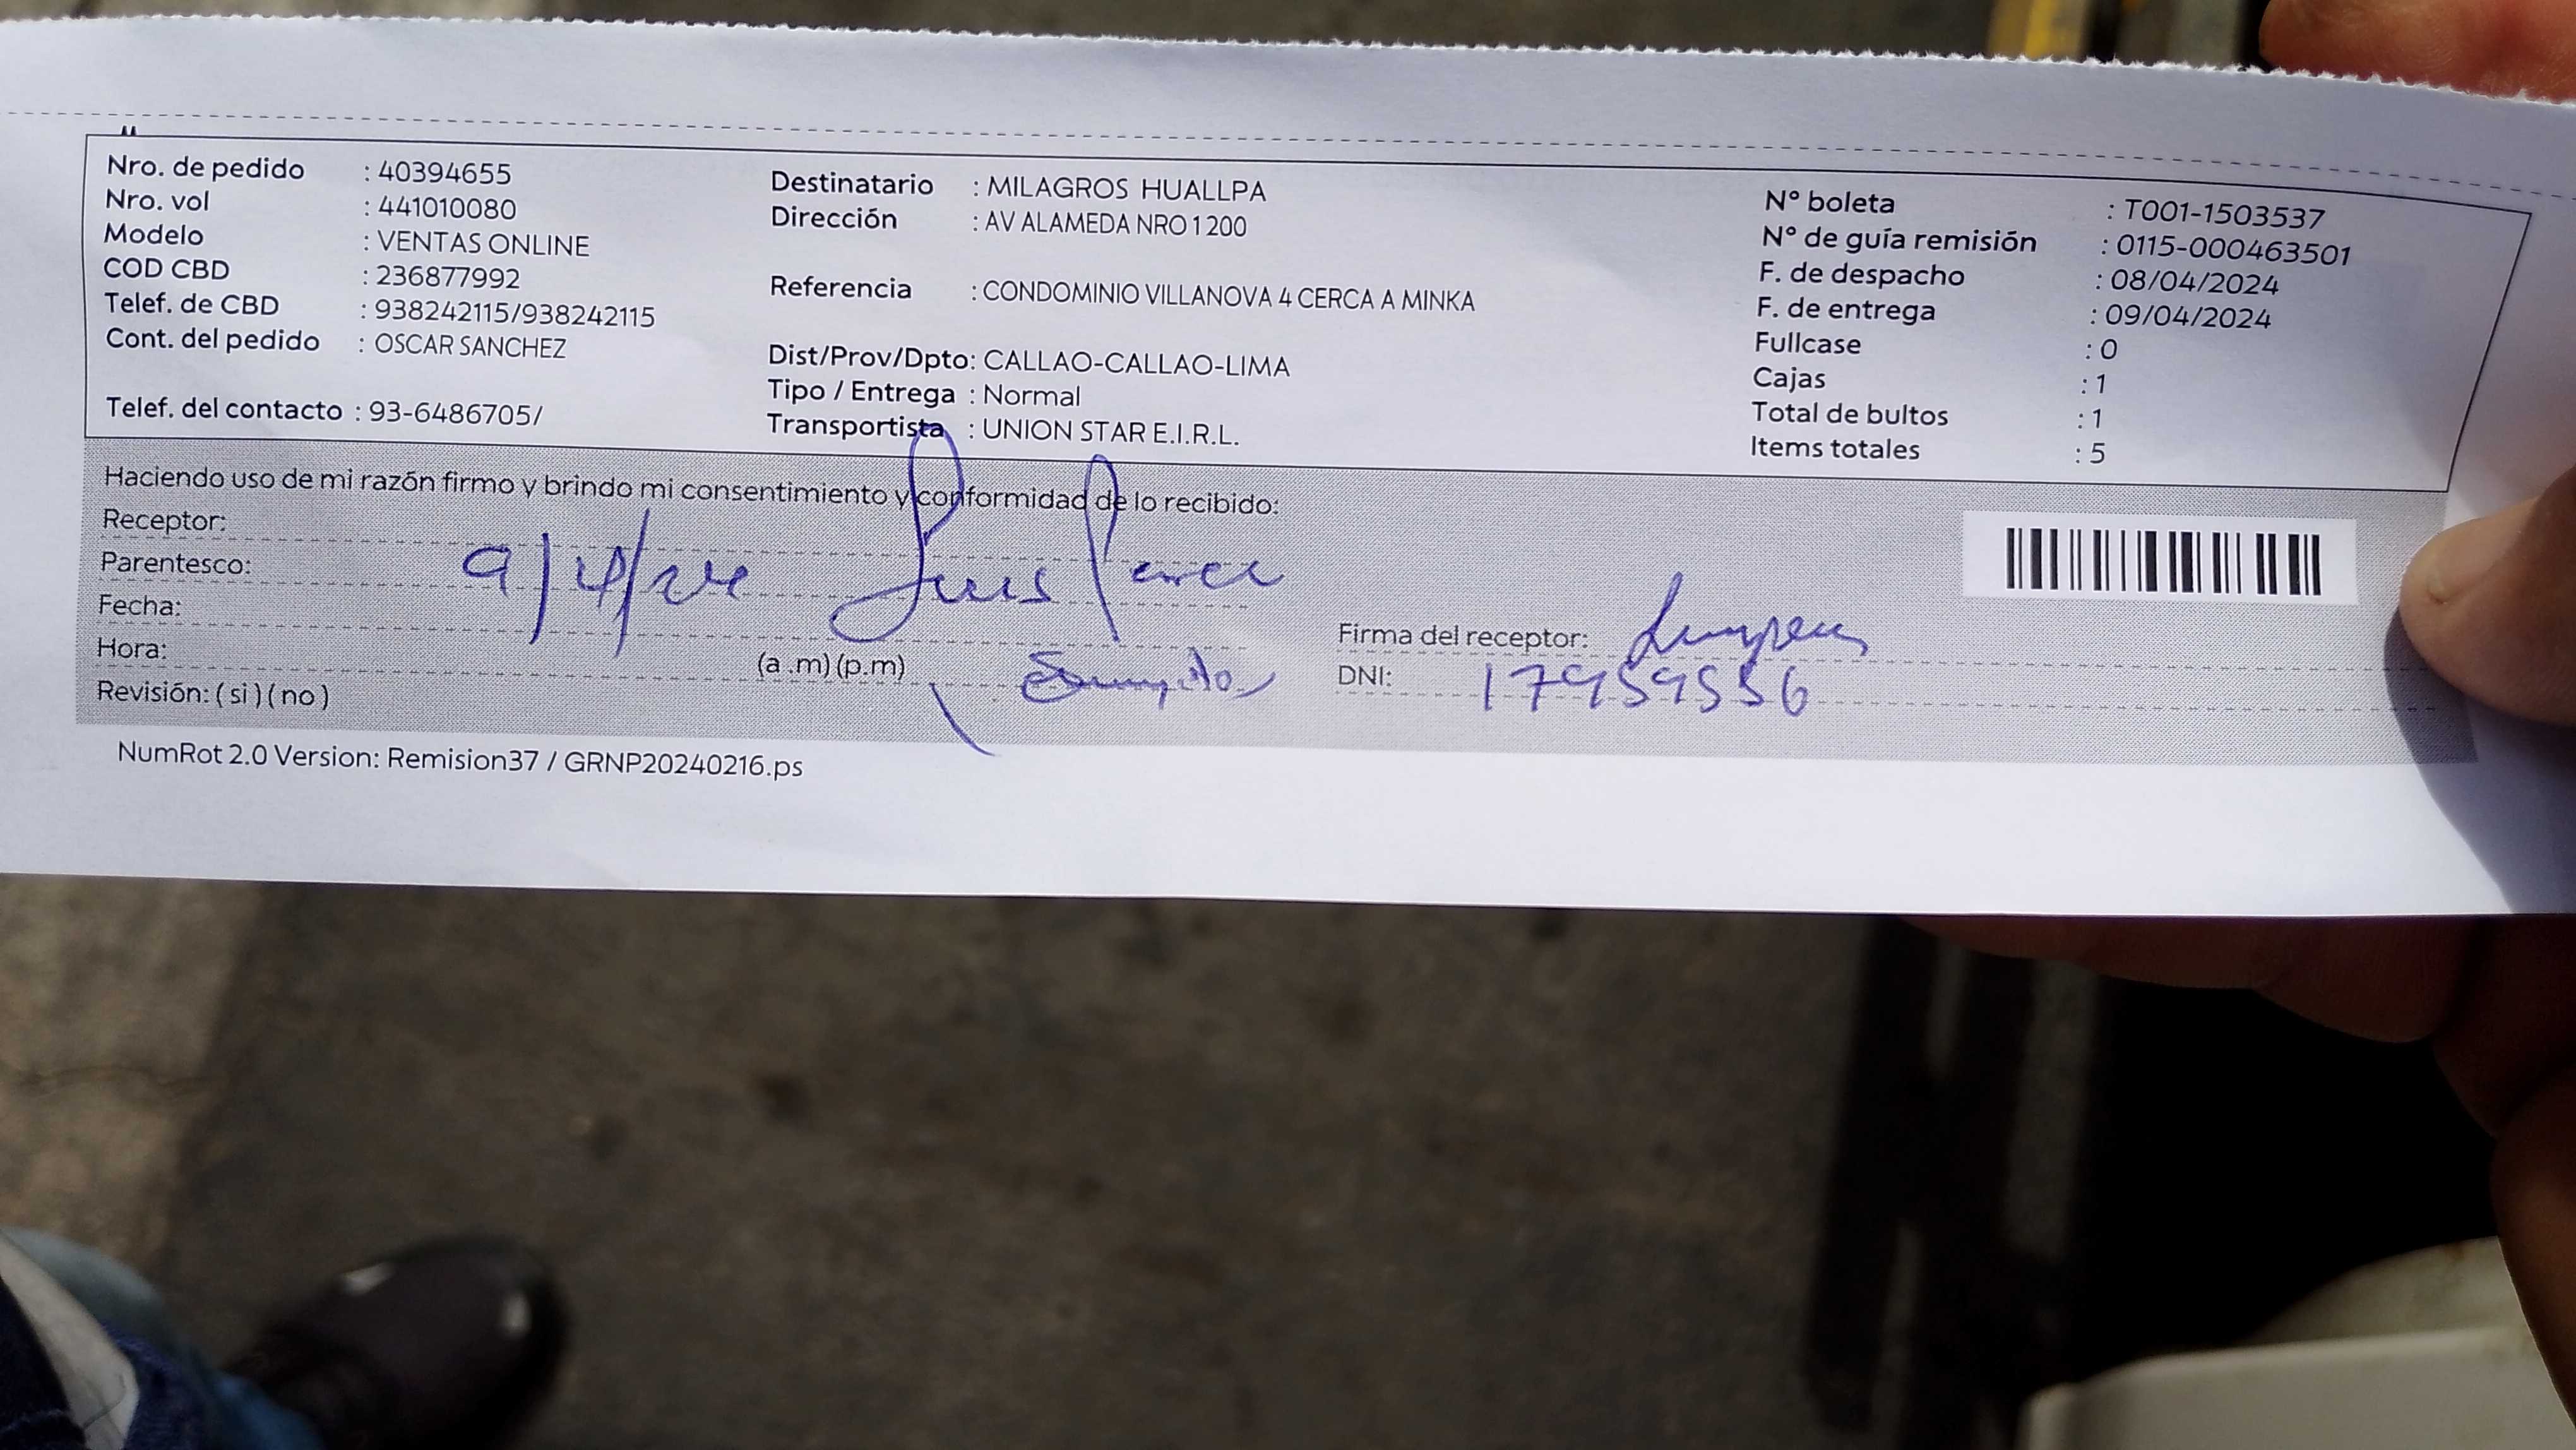 Nro. de pedido : 40394655
Nro. vol : 441010080
Modelo : VENTAS ONLINE
COD CBD : 236877992
Telef. de CBD : 938242115/938242115
Cont. del pedido : OSCAR SANCHEZ
Telef. del contacto : 93-6486705/
Destinatario : MILAGROS HUALLPA
Dirección : AV ALAMEDA NRO 1200
Referencia : CONDOMINIO VILLANOVA 4 CERCA A MINKA
Dist/Prov/Dpto: CALLAO-CALLAO-LIMA
Tipo / Entrega : Normal
Transportista : UNION STAR E.I.R.L.
N° boleta : T001-1503537
N° de guía remisión : 0115-000463501
F. de despacho : 08/04/2024
F. de entrega : 09/04/2024
Fullcase : 0
Cajas : 1
Total de bultos : 1
Items totales : 5
Haciendo uso de mi razón firmo y brindo mi consentimiento y conformidad de lo recibido:
Receptor:
Parentesco: 9/4/24 Luis
Fecha:
Hora: (a .m) (p.m)
Revisión: ( si ) ( no )
Firma del receptor:
DNI: 17959556
NumRot 2.0 Version: Remision37 / GRNP20240216.ps